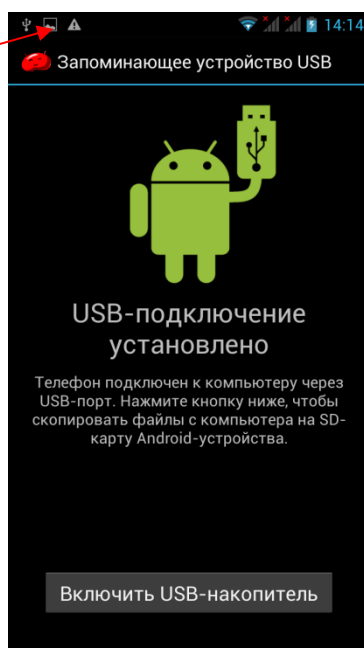 14:14
Запоминающее устройство USB
USB-подключение
установлено
Телефон подключен к компьютеру через
USB-порт. Нажмите кнопку ниже, чтобы
скопировать файлы с компьютера на SD-
карту Android-устройства.
Включить USB-накопитель